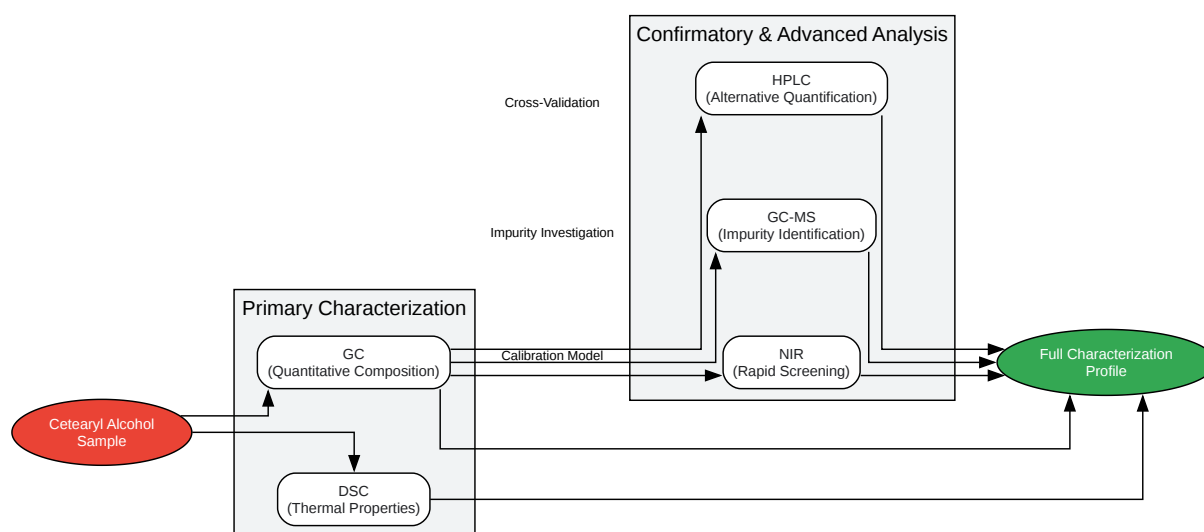 Confirmatory & Advanced Analysis
HPLC
(Alternative Quantification)
Cross-Validation
GC-MS
(Impurity Identification)
Impurity Investigation
Primary Characterization
GC
(Quantitative Composition)
Calibration Model
NIR
(Rapid Screening)
Full Characterization
Profile
Cetearyl Alcohol
Sample
DSC
(Thermal Properties)